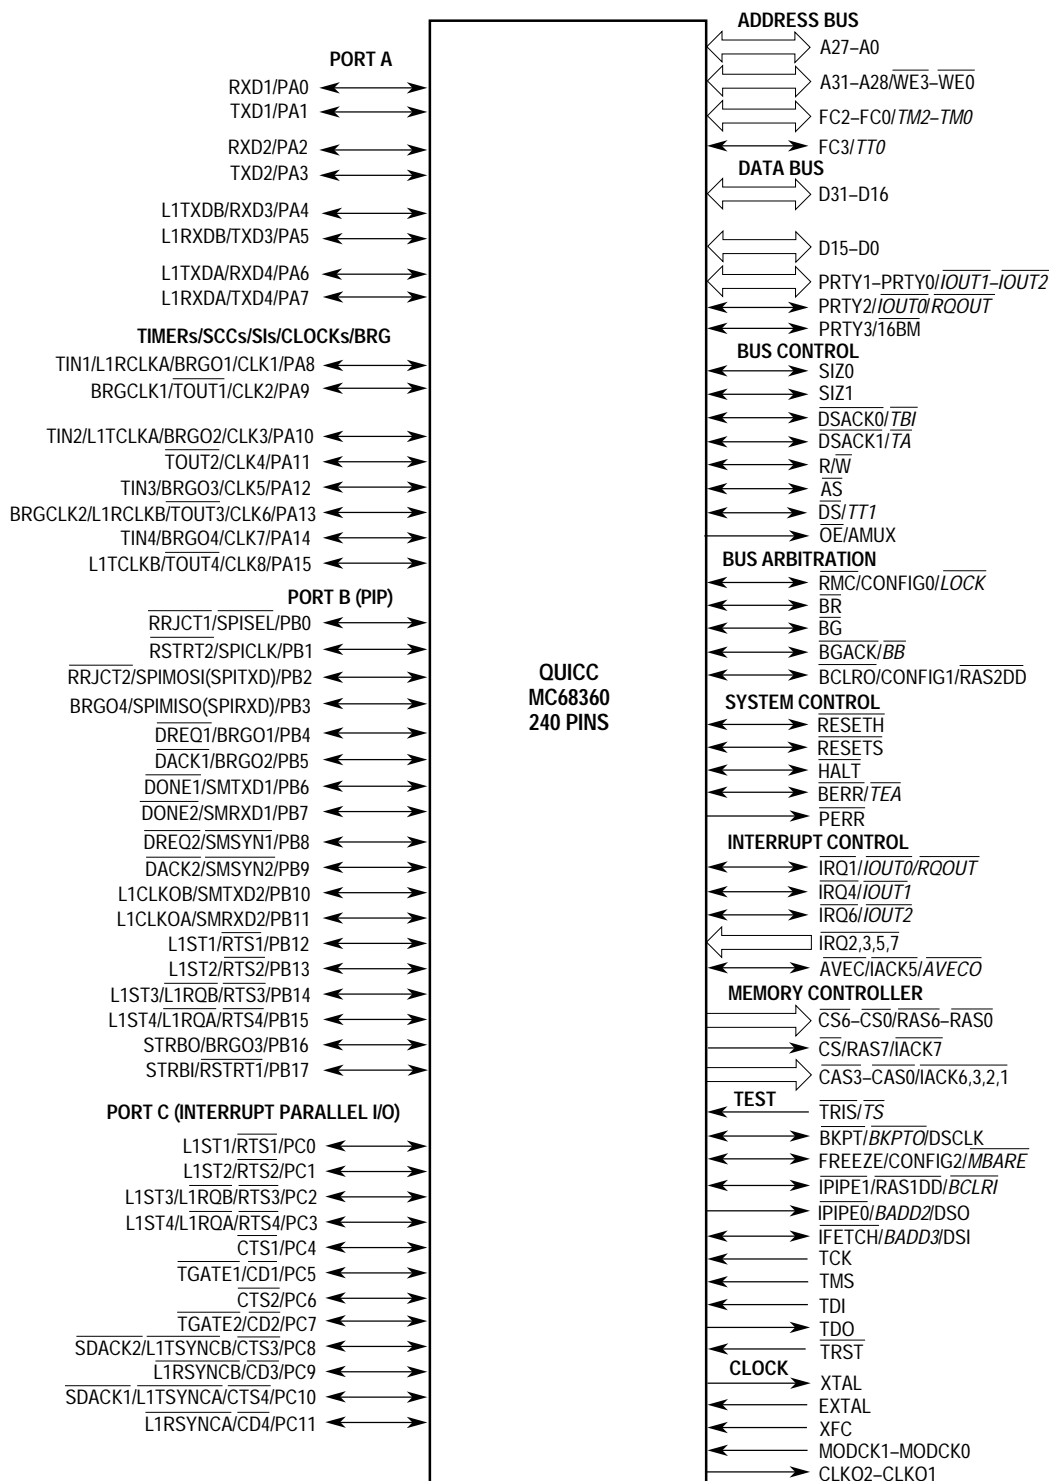 PORT A
RXD1/PA0
TXD1/PA1
RXD2/PA2
TXD2/PA3
L1TXDB/RXD3/PA4
L1RXDB/TXD3/PA5
L1TXDA/RXD4/PA6
L1RXDA/TXD4/PA7
TIMERs/SCCs/SIs/CLOCKs/BRG
TIN1/L1RCLKA/BRGO1/CLK1/PA8
BRGCLK1/TOUT1/CLK2/PA9
TIN2/L1TCLKA/BRGO2/CLK3/PA10
TOUT2/CLK4/PA11
TIN3/BRGO3/CLK5/PA12
BRGCLK2/L1RCLKB/TOUT3/CLK6/PA13
TIN4/BRGO4/CLK7/PA14
L1TCLKB/TOUT4/CLK8/PA15
PORT B (PIP)
RRJCT1/SPISEL/PB0
RSTRT2/SPICLK/PB1
RRJCT2/SPIMOSI(SPITXD)/PB2
BRGO4/SPIMISO(SPIRXD)/PB3
DREQ1/BRGO1/PB4
DACK1/BRGO2/PB5
DONE1/SMTXD1/PB6
DONE2/SMRXD1/PB7
DREQ2/SMSYN1/PB8
DACK2/SMSYN2/PB9
L1CLKOB/SMTXD2/PB10
L1CLKOA/SMRXD2/PB11
L1ST1/RTS1/PB12
L1ST2/RTS2/PB13
L1ST3/L1RQB/RTS3/PB14
L1ST4/L1RQA/RTS4/PB15
STRBO/BRGO3/PB16
STRBI/RSTRT1/PB17
PORT C (INTERRUPT PARALLEL I/O)
L1ST1/RTS1/PC0
L1ST2/RTS2/PC1
L1ST3/L1RQB/RTS3/PC2
L1ST4/L1RQA/RTS4/PC3
CTS1/PC4
TGATE1/CD1/PC5
CTS2/PC6
TGATE2/CD2/PC7
SDACK2/L1TSYNCB/CTS3/PC8
L1RSYNCB/CD3/PC9
SDACK1/L1TSYNCA/CTS4/PC10
L1RSYNCA/CD4/PC11
QUICC
MC68360
240 PINS
ADDRESS BUS
A27–A0
A31–A28/WE3–WE0
FC2–FC0/TM2–TM0
FC3/TT0
DATA BUS
D31–D16
D15–D0
PRTY1–PRTY0/IOUT1–IOUT2
PRTY2/IOUT0/RQOUT
PRTY3/16BM
BUS CONTROL
SIZ0
SIZ1
DSACK0/TBI
DSACK1/TA
R/W
AS
DS/TT1
OE/AMUX
BUS ARBITRATION
RMC/CONFIG0/LOCK
BR
BG
BGACK/BB
BCLRO/CONFIG1/RAS2DD
SYSTEM CONTROL
RESETH
RESETS
HALT
BERR/TEA
PERR
INTERRUPT CONTROL
IRQ1/IOUT0/RQOUT
IRQ4/IOUT1
IRQ6/IOUT2
IRQ2,3,5,7
AVEC/IACK5/AVECO
MEMORY CONTROLLER
CS6–CS0/RAS6–RAS0
CS/RAS7/IACK7
CAS3–CAS0/IACK6,3,2,1
TEST
TRIS/TS
BKPT/BKPTO/DSCLK
FREEZE/CONFIG2/MBARE
IPIPE1/RAS1DD/BCLRI
IPIPE0/BADD2/DSO
IFETCH/BADD3/DSI
TCK
TMS
TDI
TDO
TRST
CLOCK
XTAL
EXTAL
XFC
MODCK1–MODCK0
CLKO2–CLKO1